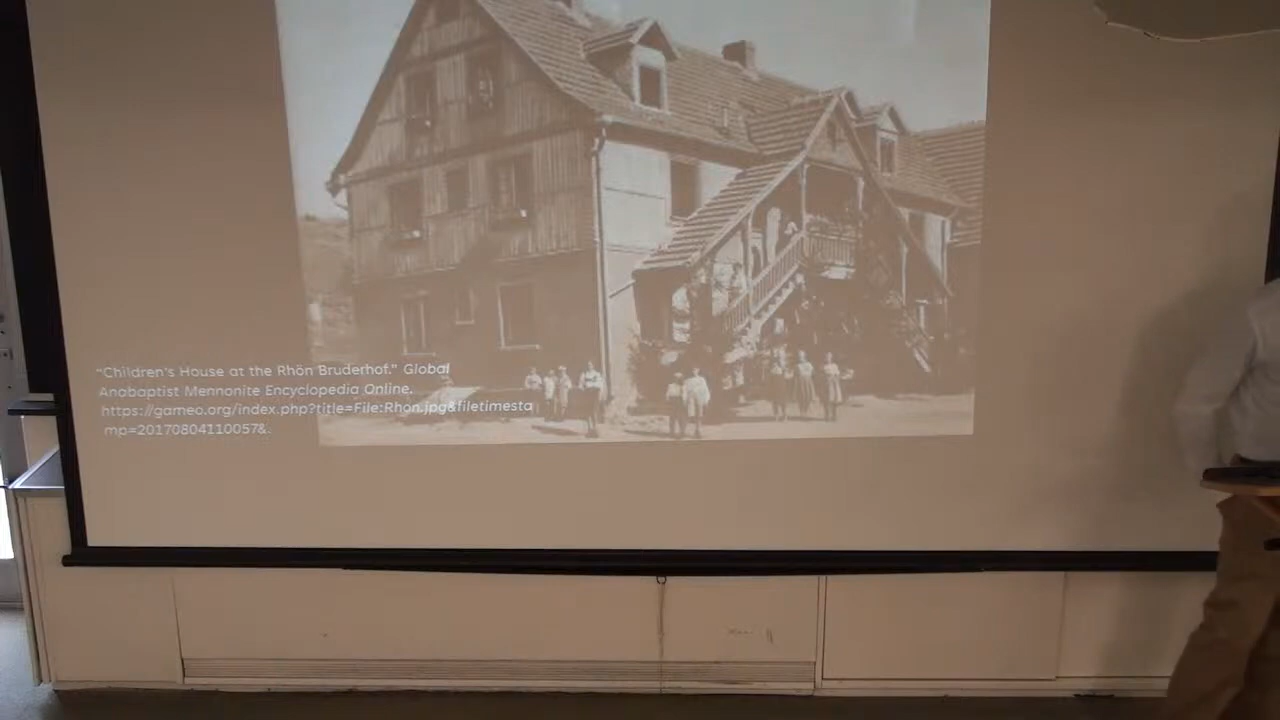 "Children's House at the Rhön Bruderhof." Global
Anabaptist Mennonite Encyclopedia Online.
https://gameo.org/index.php?title=File:Rhon.jpg&filetimesta
mp=20170804110057&.